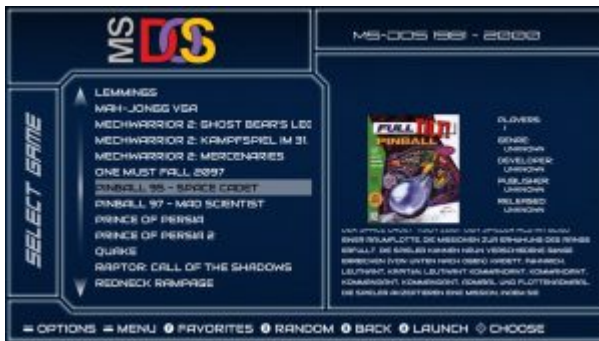 MS DOS
MS-DOS 1981 - 2000
SELECT GAME
LEMMINGS
MAH-JONGG VGA
MECHWARRIOR 2: GHOST BEAR'S LEG
MECHWARRIOR 2: KAMPFSPIEL IM 31.
MECHWARRIOR 2: MERCENARIES
ONE MUST FALL 2097
PINBALL 95 - SPACE CADET
PINBALL 97 - MAD SCIENTIST
PRINCE OF PERSIA
PRINCE OF PERSIA 2
QUAKE
RAPTOR: CALL OF THE SHADOWS
REDNECK RAMPAGE
FULL TILT!
PINBALL
PLAYERS:
1
GENRE:
UNKNOWN
DEVELOPER:
UNKNOWN
PUBLISHER:
UNKNOWN
RELEASED:
UNKNOWN
EINER RAUMFLOTTE, DIE MISSIONEN ZUR ERHÖHUNG DES RANGS
ERFÜLLT. DIE SPIELER KÖNNEN NEUN VERSCHIEDENE RÄNGE
ERREICHEN (VON UNTEN NACH OBEN): KADETT, FÄHNRICH,
LEUTNANT, KAPITÄN, LEUTNANT KOMMANDANT, KOMMANDANT,
KOMMANDANT, KOMMANDANT, ADMIRAL UND FLOTTENADMIRAL.
DIE SPIELER AKZEPTIEREN EINE MISSION, INDEM SIE
OPTIONS MENU Y FAVORITES RANDOM BACK LAUNCH CHOOSE